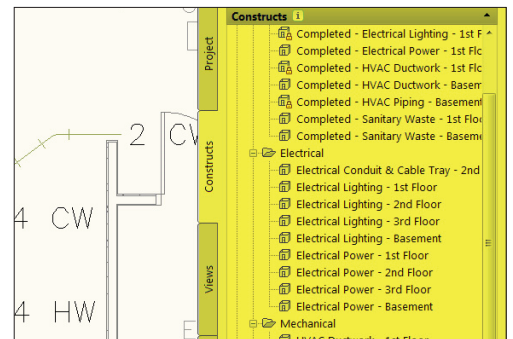 Constructs
Completed - Electrical Lighting - 1st F
Completed - Electrical Power - 1st Flo
Completed - HVAC Ductwork - 1st Flo
Completed - HVAC Ductwork - Basem
Completed - HVAC Piping - Basement
Completed - Sanitary Waste - 1st Floo
Completed - Sanitary Waste - Baseme
Electrical
Electrical Conduit & Cable Tray - 2nd
Electrical Lighting - 1st Floor
Electrical Lighting - 2nd Floor
Electrical Lighting - 3rd Floor
Electrical Lighting - Basement
Electrical Power - 1st Floor
Electrical Power - 2nd Floor
Electrical Power - 3rd Floor
Electrical Power - Basement
Mechanical
HVAC Ductwork - 1st Floor
Project
Constructs
Views
2 CW
4 CW
4 HW